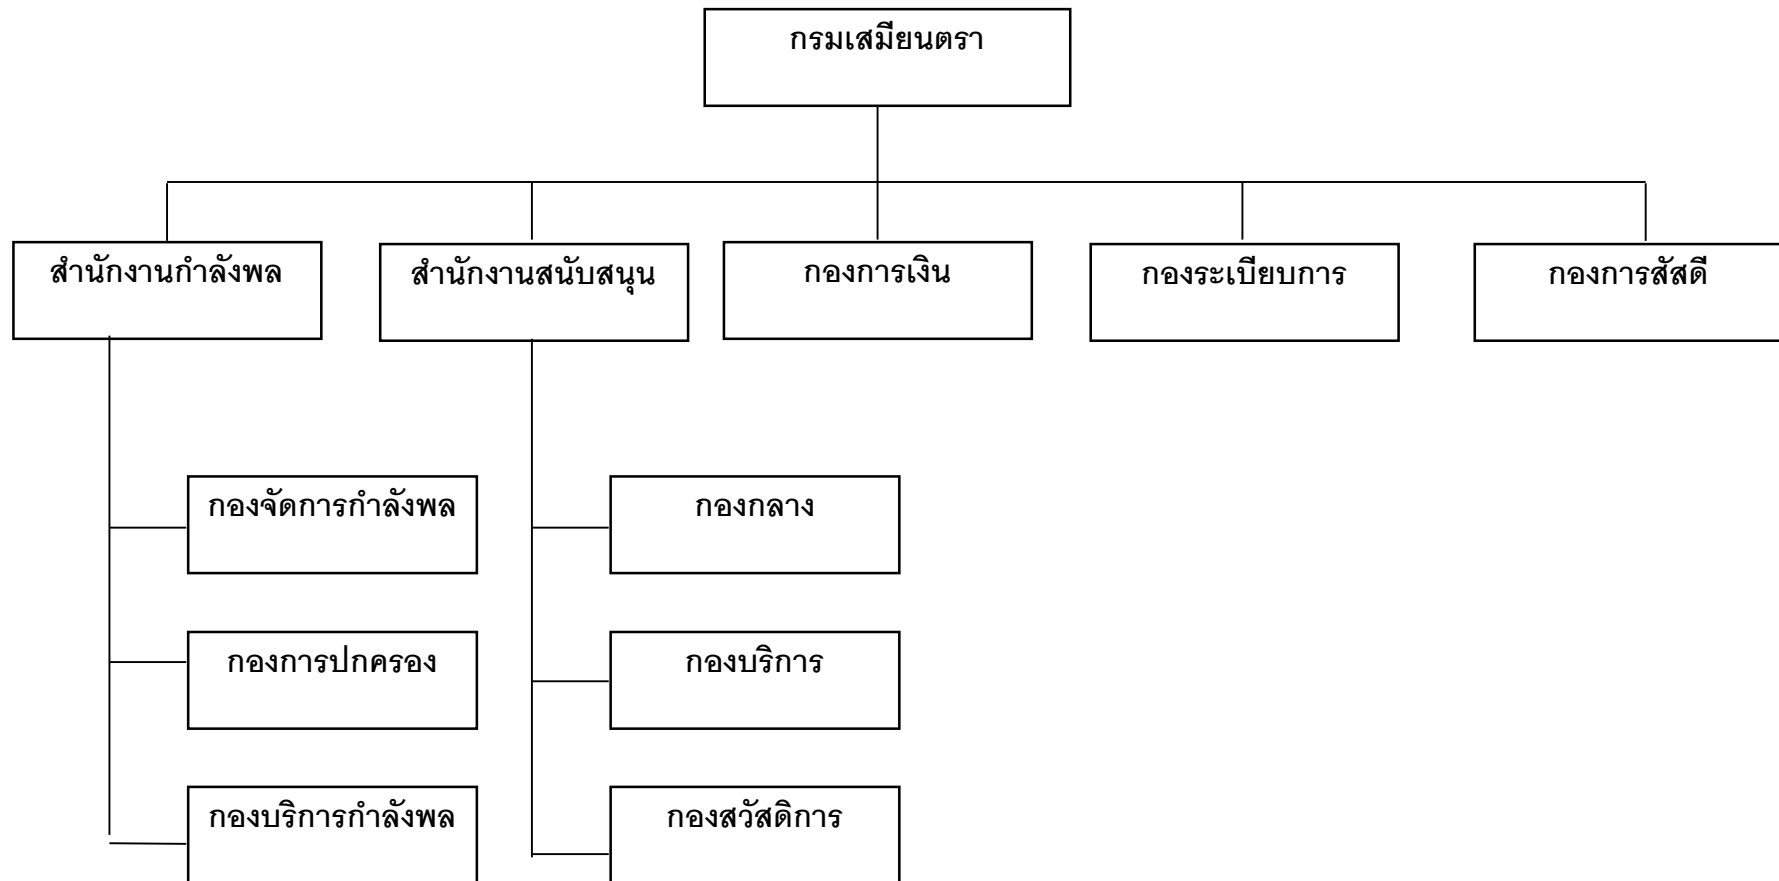 กรมเสมียนตรา
สำนักงานกำลังพล
สำนักงานสนับสนุน
กองการเงิน
กองระเบียบการ
กองการสัสดี
กองจัดการกำลังพล
กองกลาง
กองการปกครอง
กองบริการ
กองบริการกำลังพล
กองสวัสดิการ